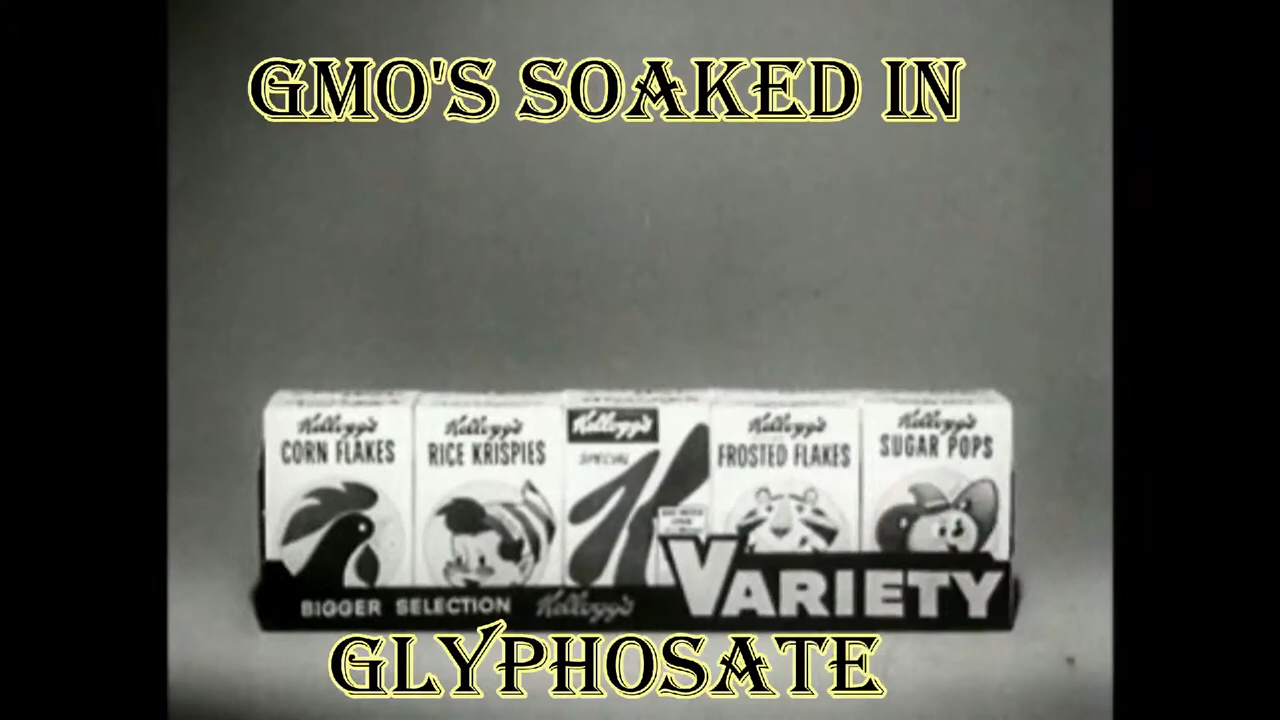 GMO'S SOAKED IN
Kellogg's Kellogg's Kellogg's Kellogg's Kellogg's
CORN FLAKES RICE KRISPIES SPECIAL K FROSTED FLAKES SUGAR POPS
BIGGER SELECTION Kellogg's VARIETY
GLYPHOSATE